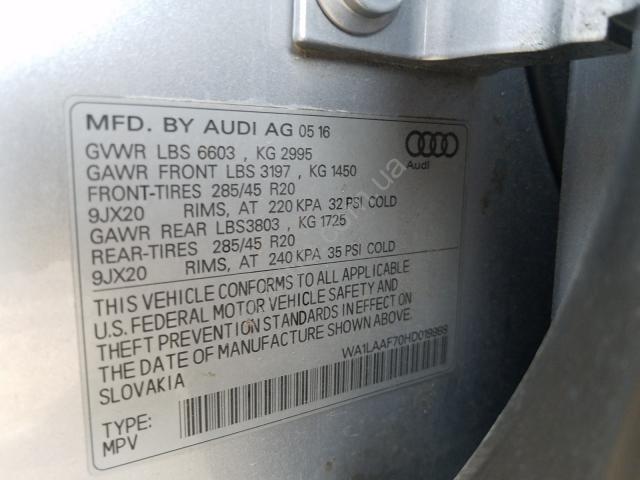 MFD. BY AUDI AG 05 16
GVWR LBS 6603 , KG 2995
GAWR FRONT LBS 3197 , KG 1450
FRONT-TIRES 285/45 R20
9JX20 RIMS, AT 220 KPA 32 PSI COLD
GAWR REAR LBS3803 , KG 1725
REAR-TIRES 285/45 R20
9JX20 RIMS, AT 240 KPA 35 PSI COLD
Audi
THIS VEHICLE CONFORMS TO ALL APPLICABLE
U.S. FEDERAL MOTOR VEHICLE SAFETY AND
THEFT PREVENTION STANDARDS IN EFFECT ON
THE DATE OF MANUFACTURE SHOWN ABOVE
SLOVAKIA
WA1LAAF70HD019988
TYPE:
MPV